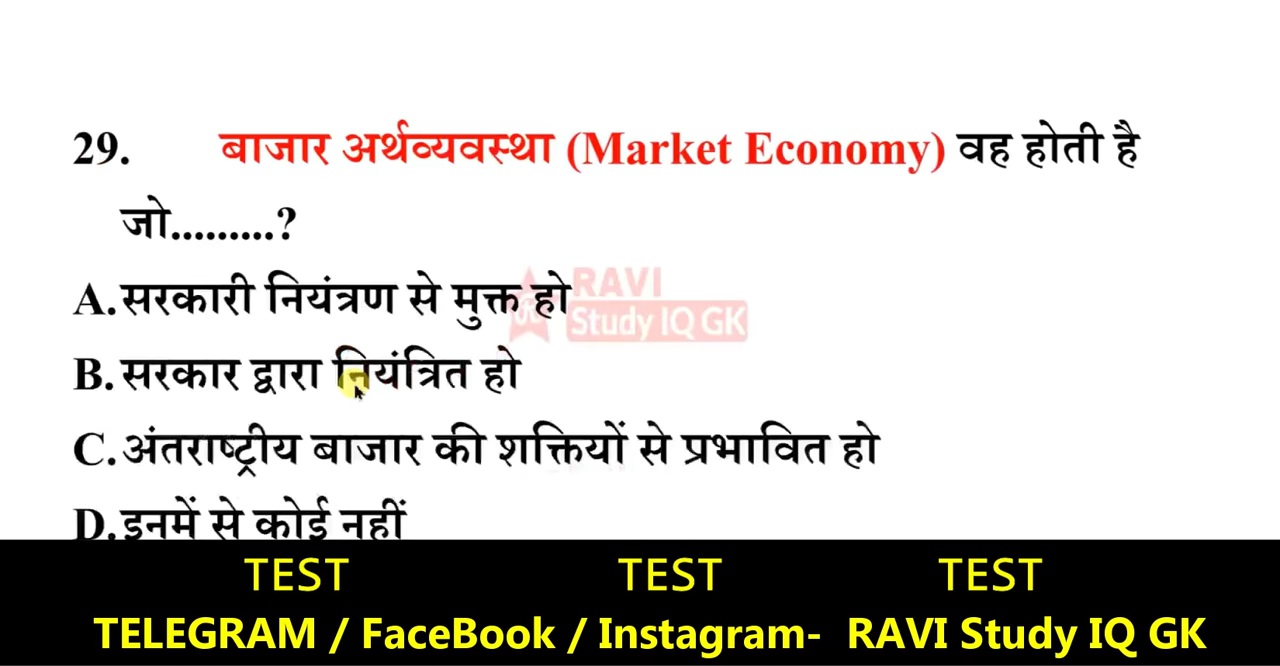 29. बाजार अर्थव्यवस्था (Market Economy) वह होती है
जो.........?
A.सरकारी नियंत्रण से मुक्त हो
RAVI
Study IQ GK
B.सरकार द्वारा नियंत्रित हो
C.अंतराष्ट्रीय बाजार की शक्तियों से प्रभावित हो
D.इनमें से कोई नहीं
TEST TEST TEST
TELEGRAM / FaceBook / Instagram- RAVI Study IQ GK